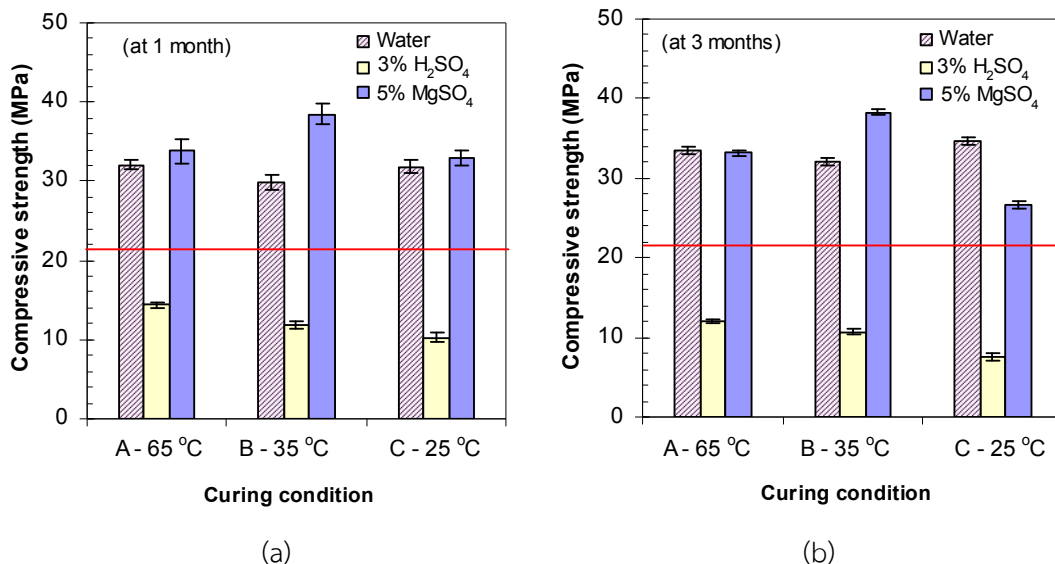 (at 1 month)
Water
3% H₂SO₄
5% MgSO₄
Compressive strength (MPa)
50
40
30
20
10
0
A - 65 °C
B - 35 °C
C - 25 °C
Curing condition
(a)
(at 3 months)
Water
3% H₂SO₄
5% MgSO₄
Compressive strength (MPa)
50
40
30
20
10
0
A - 65 °C
B - 35 °C
C - 25 °C
Curing condition
(b)